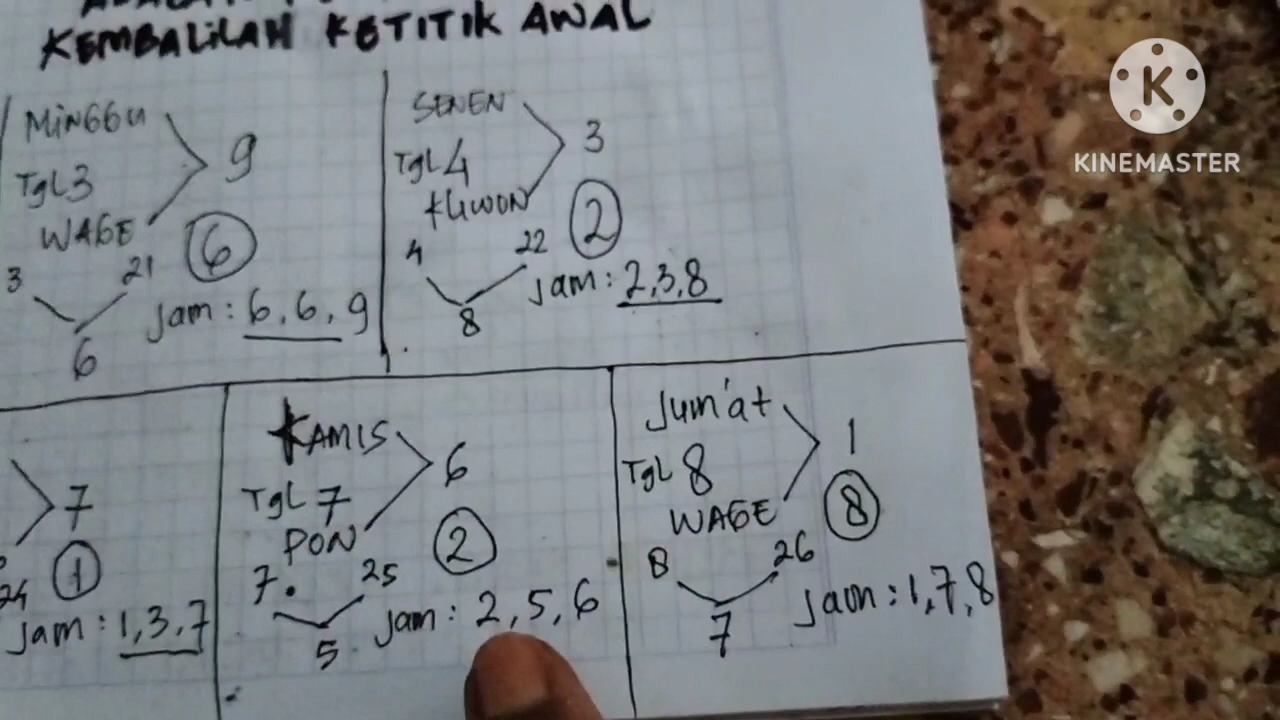 KEMBALILAH KETITIK AWAL
MINGGU
9
Tgl 3
WAGE
6
3
21
6
jam : 6, 6, 9
SENEN
3
Tgl 4
KLIWON
2
4
22
8
jam : 2,3,8
7
24
1
jam : 1,3,7
KAMIS
6
Tgl 7
PON
2
7
25
5
jam : 2,5,6
Jum'at
1
Tgl 8
WAGE
8
8
26
7
jam : 1,7,8
K
KINEMASTER